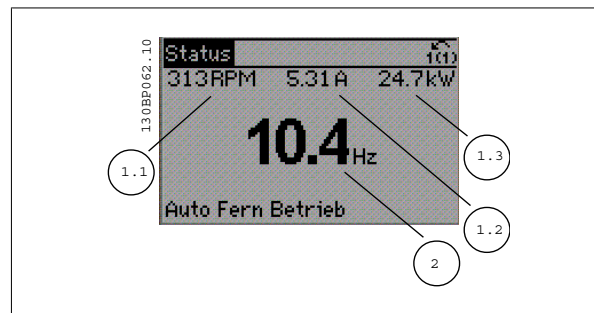 130BP062.10
Status
1(1)
313RPM 5.31A 24.7kW
10.4Hz
Auto Fern Betrieb
1.1
1.3
1.2
2